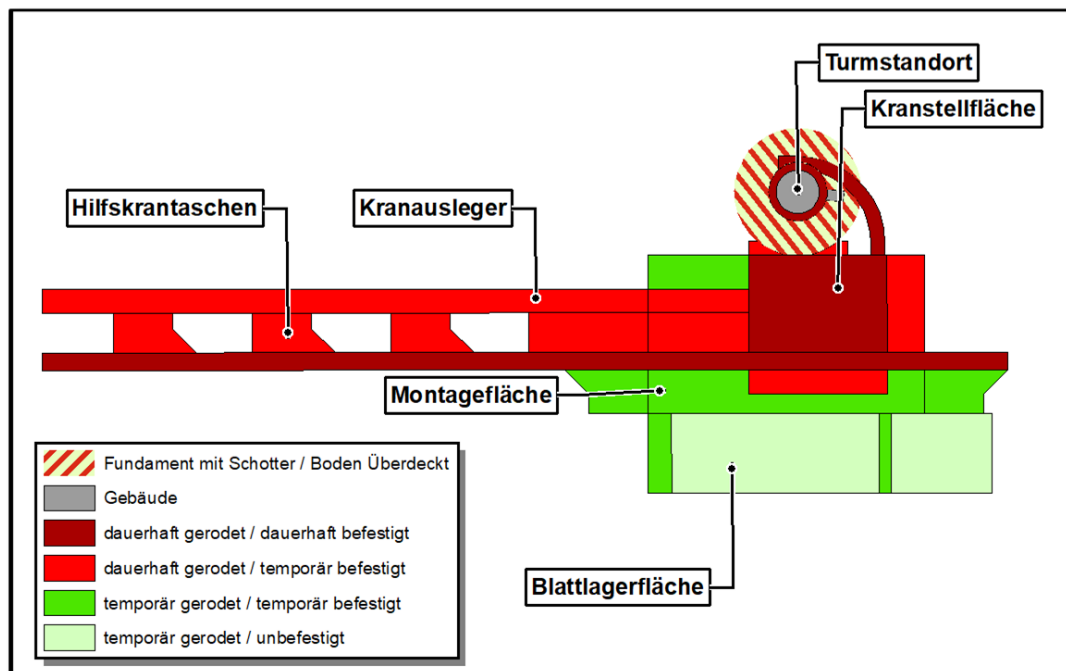 Turmstandort
Kranstellfläche
Hilfskrantaschen
Kranausleger
Montagefläche
Blattlagerfläche
Fundament mit Schotter / Boden Überdeckt
Gebäude
dauerhaft gerodet / dauerhaft befestigt
dauerhaft gerodet / temporär befestigt
temporär gerodet / temporär befestigt
temporär gerodet / unbefestigt